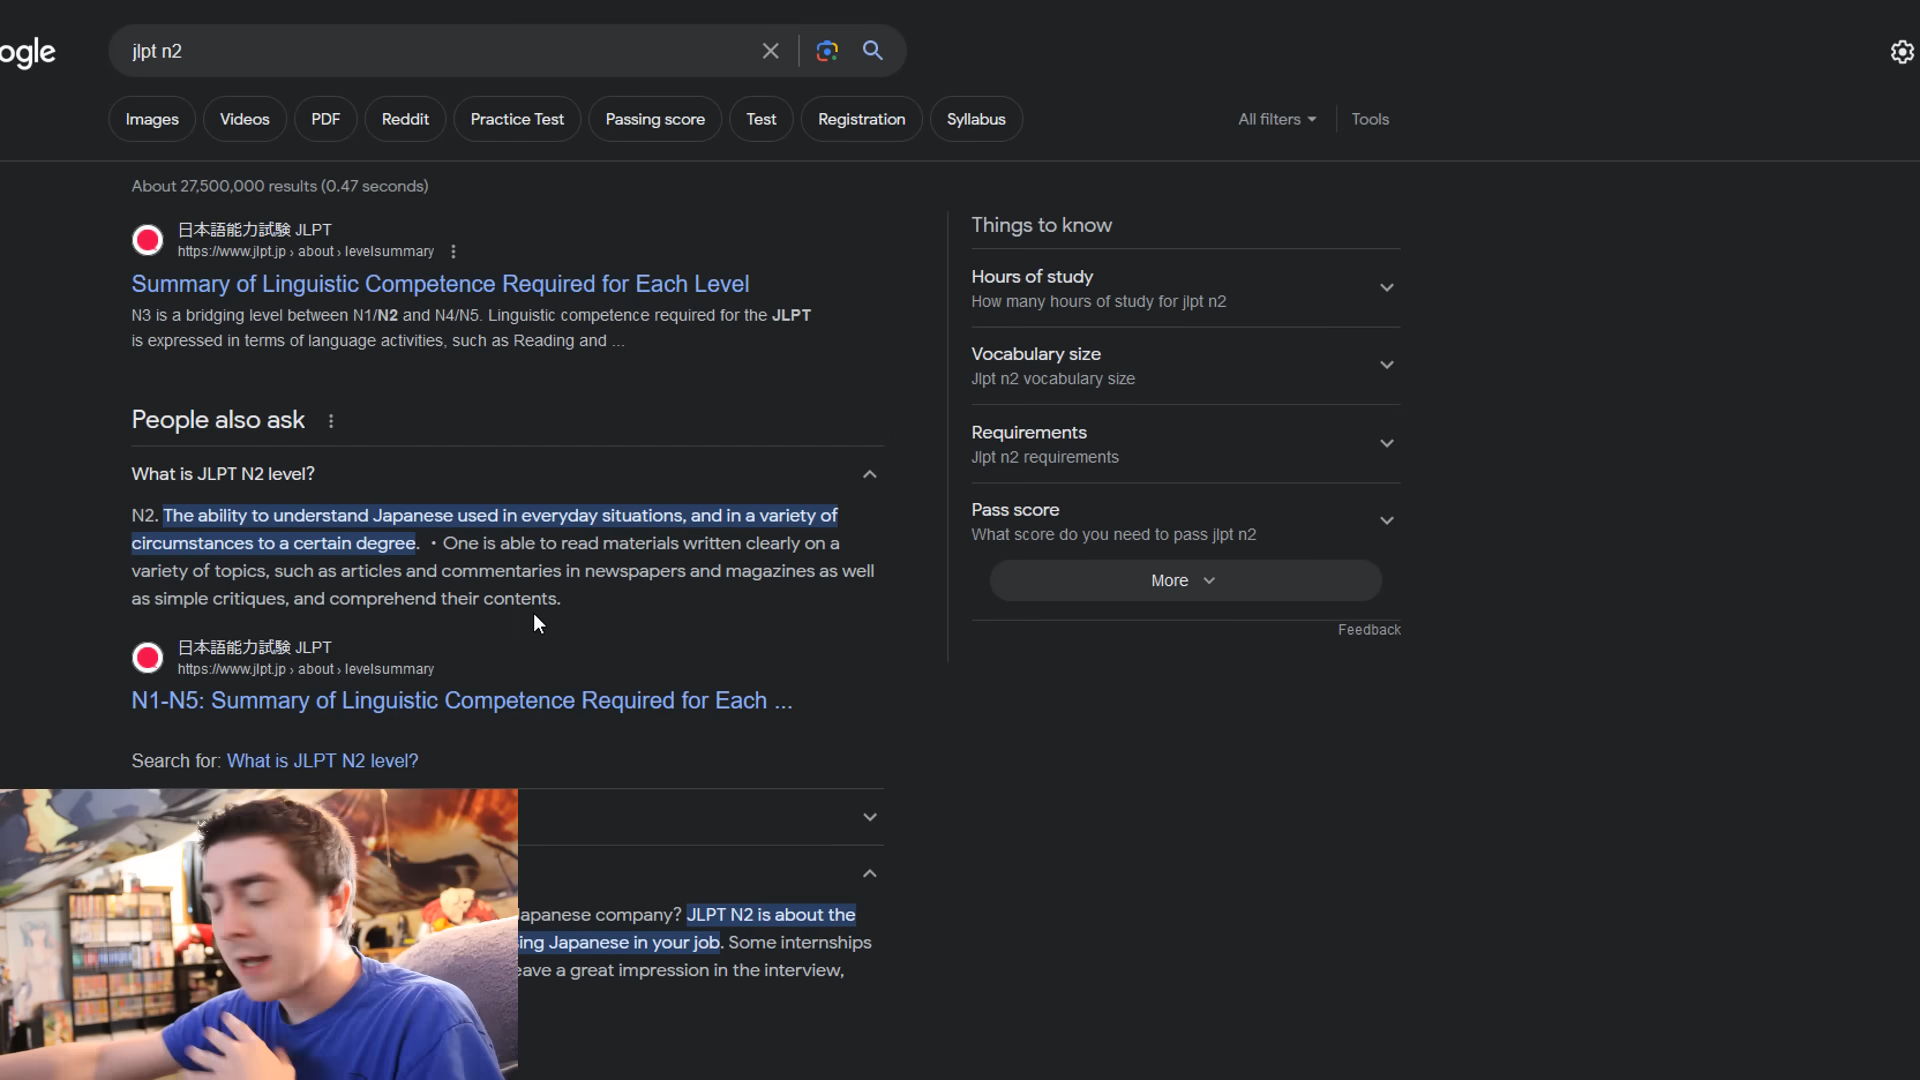 ogle
jlpt n2
Images Videos PDF Reddit Practice Test Passing score Test Registration Syllabus All filters Tools
About 27,500,000 results (0.47 seconds)
日本語能力試験 JLPT
https://www.jlpt.jp › about › levelsummary
Summary of Linguistic Competence Required for Each Level
N3 is a bridging level between N1/N2 and N4/N5. Linguistic competence required for the JLPT
is expressed in terms of language activities, such as Reading and ...
People also ask
What is JLPT N2 level?
N2. The ability to understand Japanese used in everyday situations, and in a variety of
circumstances to a certain degree. • One is able to read materials written clearly on a
variety of topics, such as articles and commentaries in newspapers and magazines as well
as simple critiques, and comprehend their contents.
日本語能力試験 JLPT
https://www.jlpt.jp › about › levelsummary
N1-N5: Summary of Linguistic Competence Required for Each ...
Search for: What is JLPT N2 level?
apanese company? JLPT N2 is about the
ing Japanese in your job. Some internships
eave a great impression in the interview,
Things to know
Hours of study
How many hours of study for jlpt n2
Vocabulary size
Jlpt n2 vocabulary size
Requirements
Jlpt n2 requirements
Pass score
What score do you need to pass jlpt n2
More
Feedback